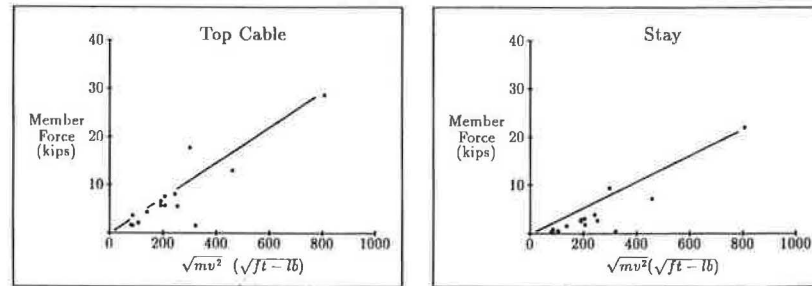 Top Cable
40
30
20
10
Member
Force
(kips)
0 200 400 600 800 1000
√mv² (√ft − lb)
Stay
40
30
20
10
0
Member
Force
(kips)
0 200 400 600 800 1000
√mv²(√ft − lb)